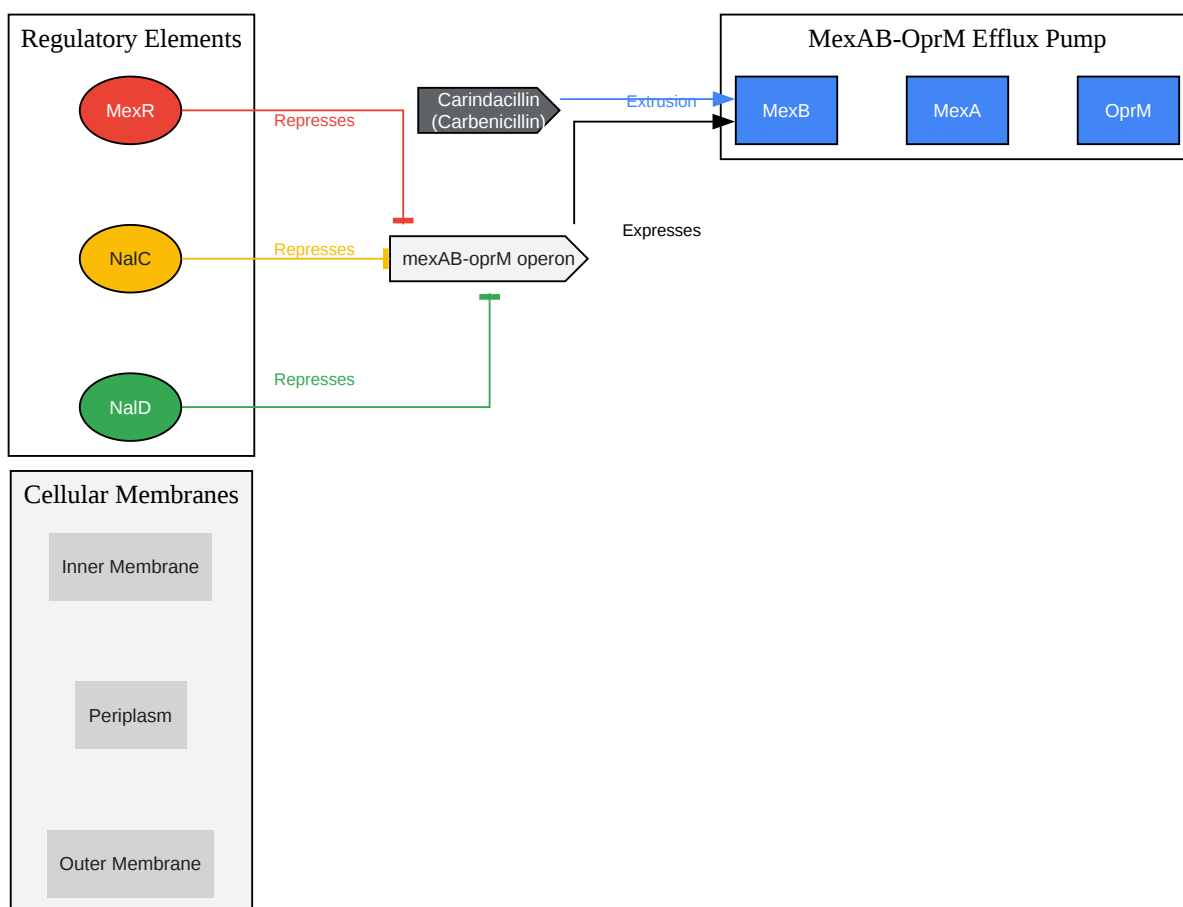 Regulatory Elements
MexR
Represses
NalC
Represses
NalD
Represses
Carindacillin
(Carbenicillin)
Extrusion
mexAB-oprM operon
Expresses
MexAB-OprM Efflux Pump
MexB
MexA
OprM
Cellular Membranes
Inner Membrane
Periplasm
Outer Membrane